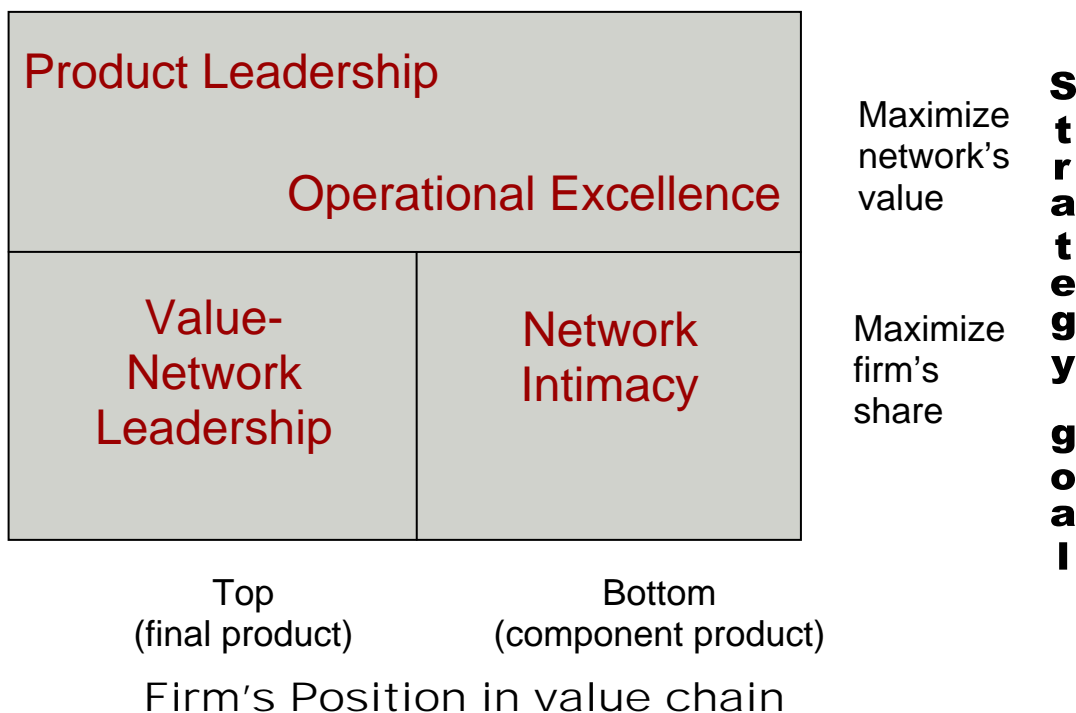 Product Leadership
Operational Excellence
Maximize
network’s
value
Value-
Network
Leadership
Network
Intimacy
Maximize
firm’s
share
Strategy goal
Top
(final product)
Bottom
(component product)
Firm’s Position in value chain